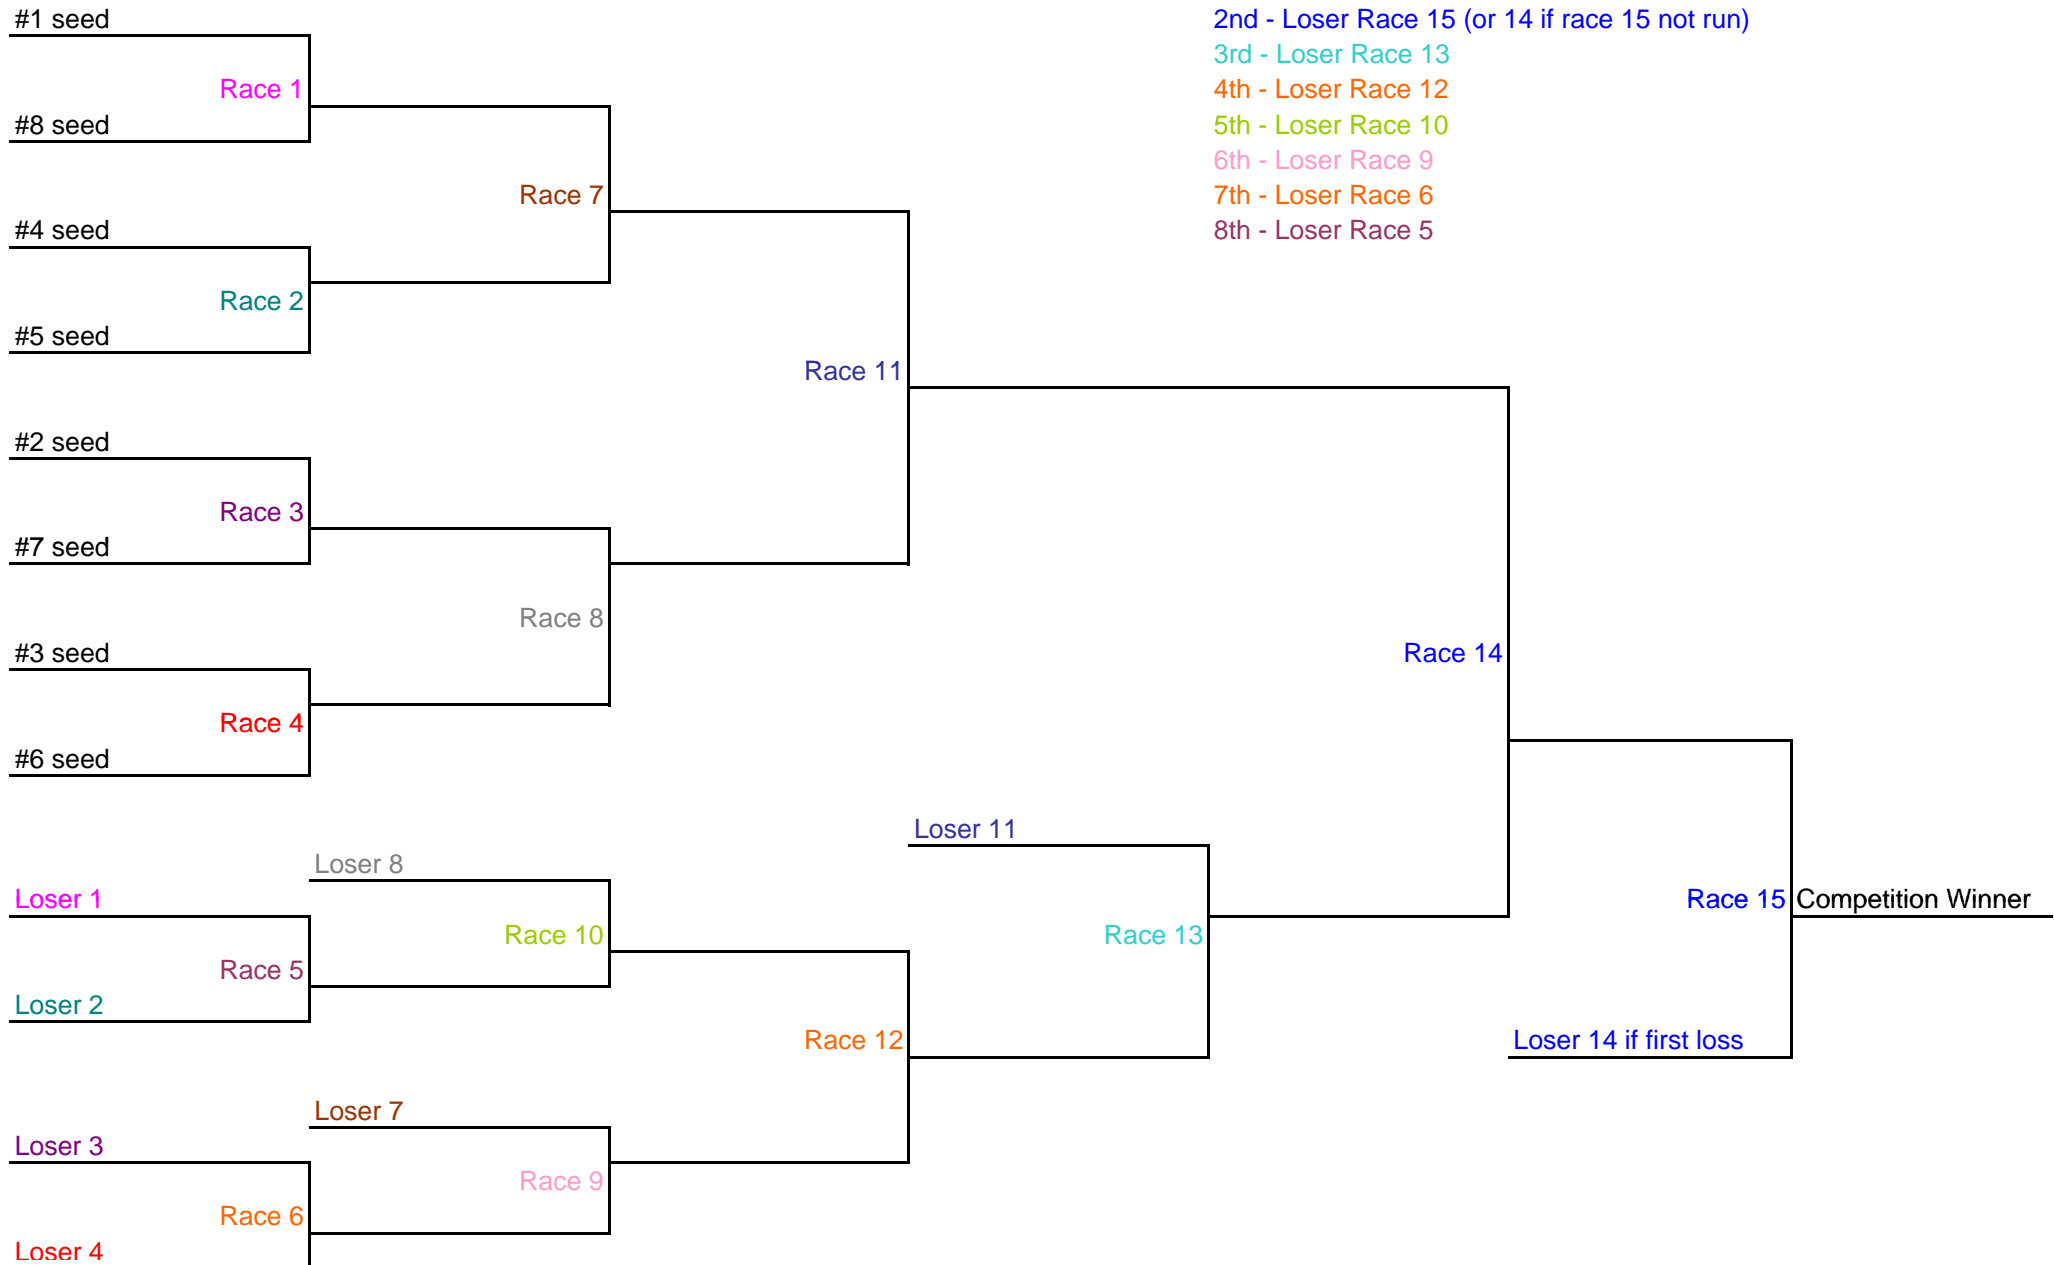 #1 seed
2nd - Loser Race 15 (or 14 if race 15 not run)
3rd - Loser Race 13
Race 1
4th - Loser Race 12
#8 seed
5th - Loser Race 10
6th - Loser Race 9
Race 7
7th - Loser Race 6
#4 seed
8th - Loser Race 5
Race 2
#5 seed
Race 11
#2 seed
Race 3
#7 seed
Race 8
#3 seed
Race 14
Race 4
#6 seed
Loser 11
Loser 8
Loser 1
Race 15
Competition Winner
Race 10
Race 13
Race 5
Loser 2
Race 12
Loser 14 if first loss
Loser 7
Loser 3
Race 9
Race 6
Loser 4